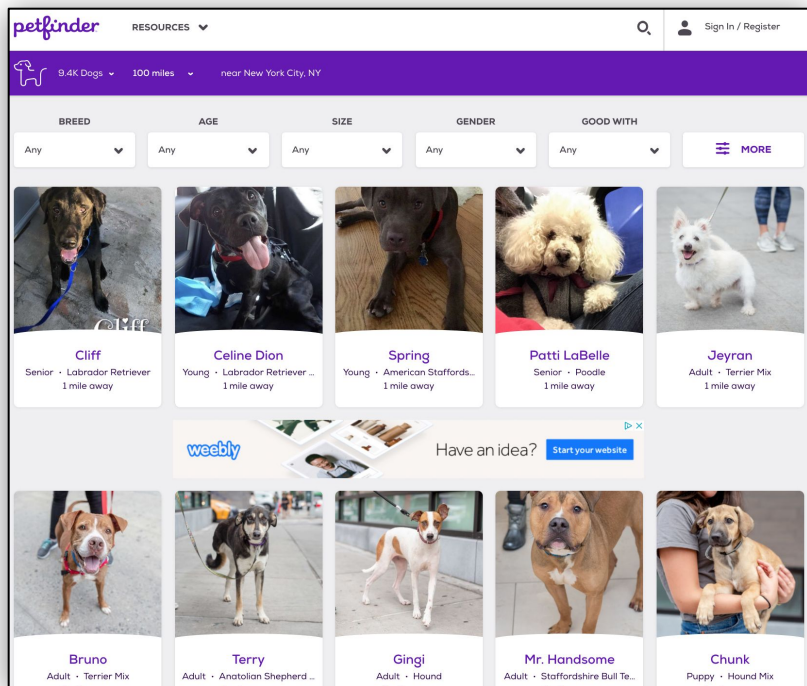 petfinder RESOURCES Sign In / Register
9.4K Dogs 100 miles near New York City, NY
BREED AGE SIZE GENDER GOOD WITH
Any Any Any Any Any MORE
Cliff
Cliff Celine Dion Spring Patti LaBelle Jeyran
Senior • Labrador Retriever Young • Labrador Retriever ... Young • American Staffords... Senior • Poodle Adult • Terrier Mix
1 mile away 1 mile away 1 mile away 1 mile away 1 mile away
weebly Have an idea? Start your website
Bruno Terry Gingi Mr. Handsome Chunk
Adult • Terrier Mix Adult • Anatolian Shepherd ... Adult • Hound Adult • Staffordshire Bull Te... Puppy • Hound Mix